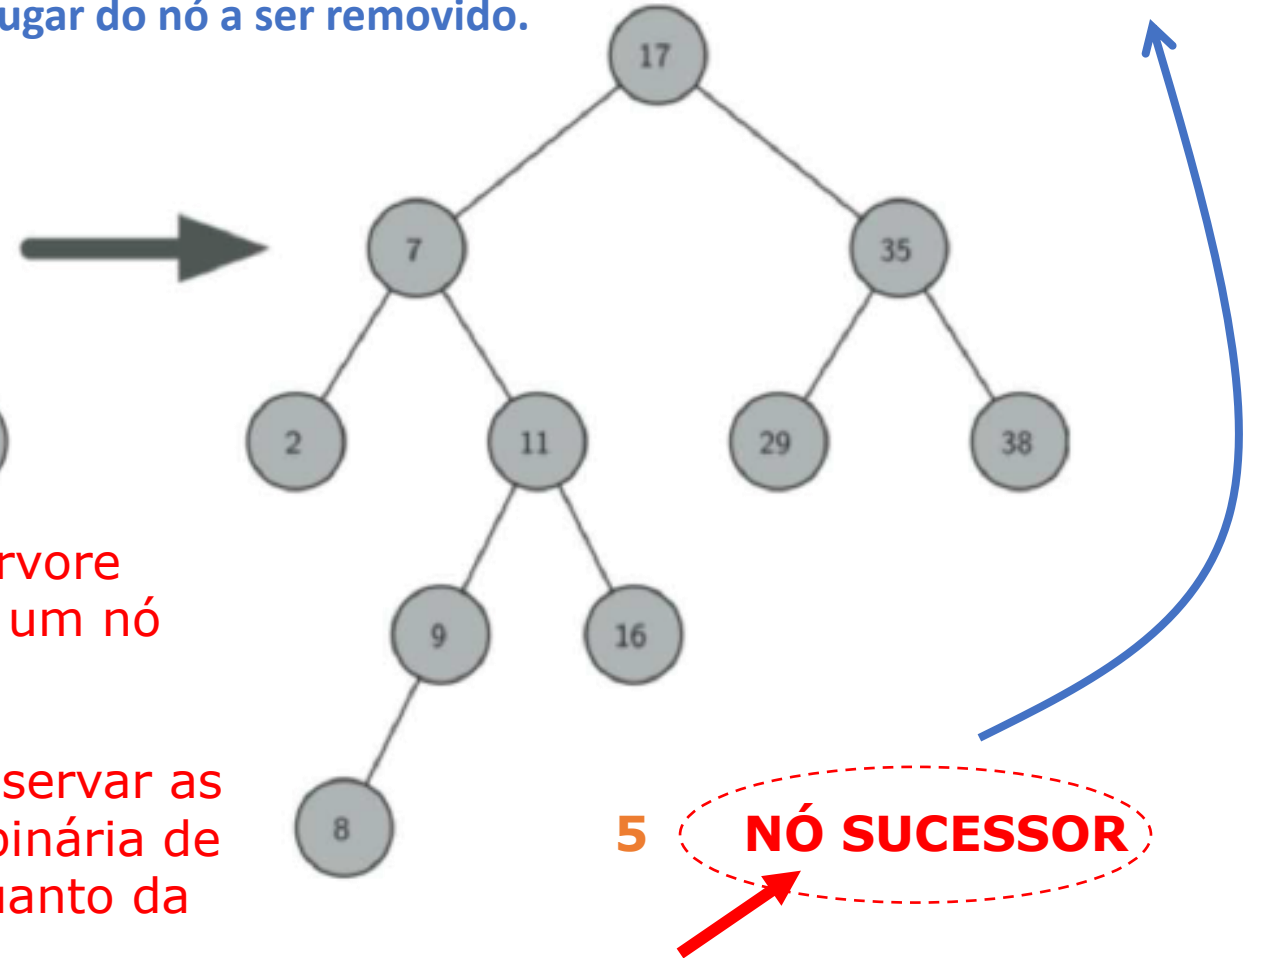 ugar do nó a ser removido.
17
7
35
2
11
29
38
rvore
um nó
9
16
servar as
binária de
uanto da
8
5 NÓ SUCESSOR